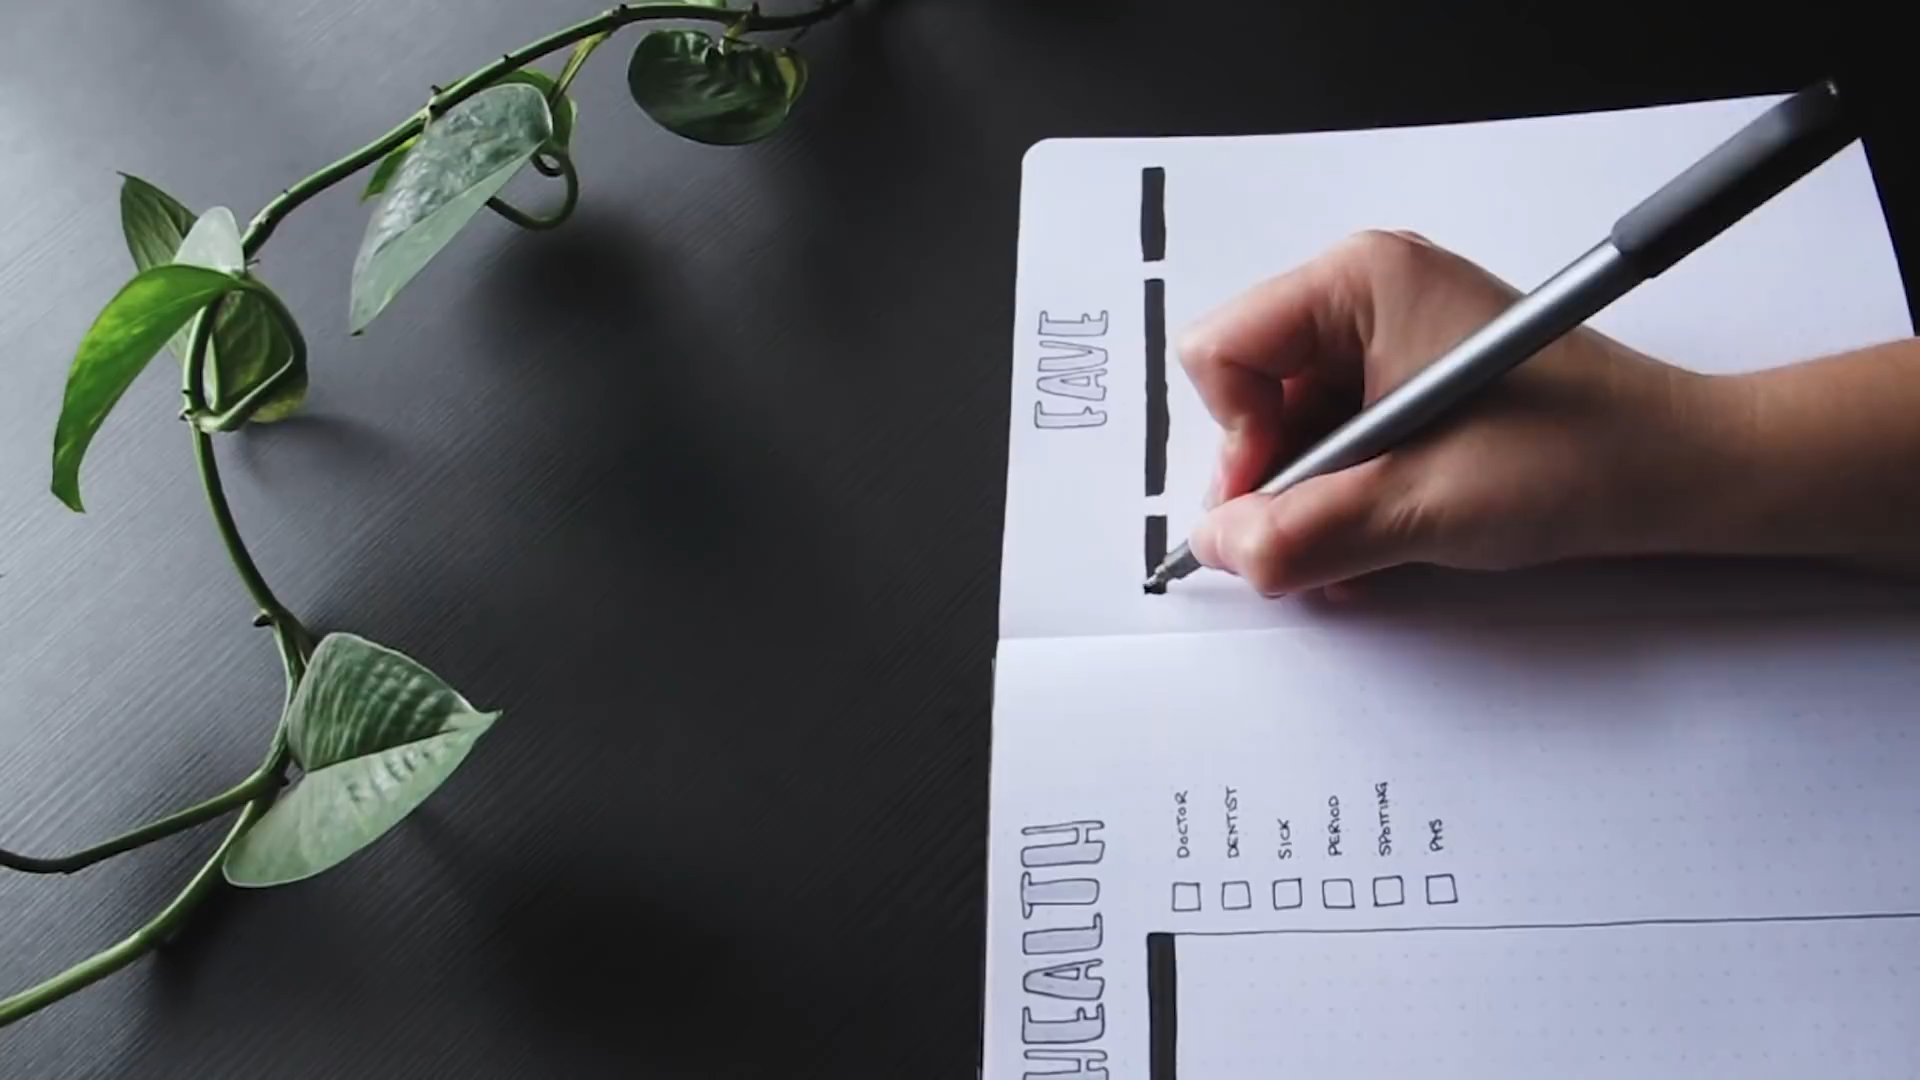 FAVE
HEALTH
DOCTOR
DENTIST
SICK
PERIOD
SPOTTING
PMS